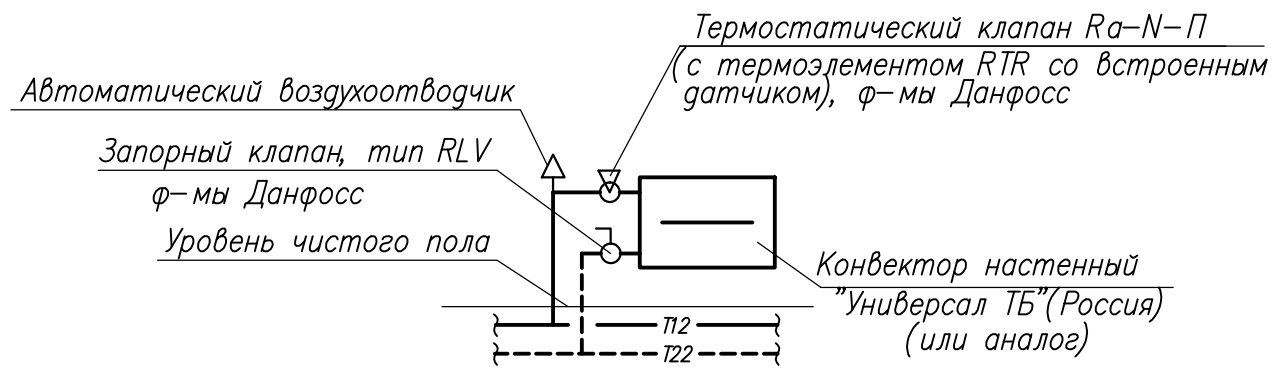 Термостатический клапан Ra-N-П
(с термоэлементом RTR со встроенным
датчиком), ф-мы Данфосс
Автоматический воздухоотводчик
Запорный клапан, тип RLV
ф-мы Данфосс
Уровень чистого пола
Конвектор настенный
"Универсал ТБ"(Россия)
(или аналог)
Т12
Т22